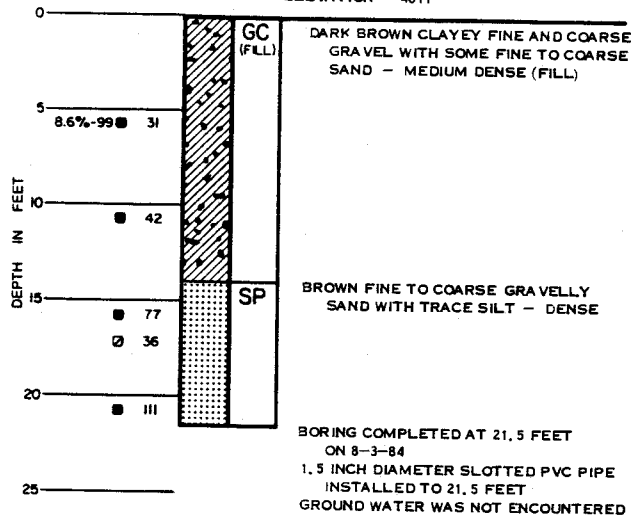 0
GC
(FILL)
DARK BROWN CLAYEY FINE AND COARSE
GRAVEL WITH SOME FINE TO COARSE
SAND – MEDIUM DENSE (FILL)
5
8.6%-99 31
10
42
DEPTH IN FEET
15
SP
BROWN FINE TO COARSE GRAVELLY
SAND WITH TRACE SILT – DENSE
77
36
20
111
BORING COMPLETED AT 21.5 FEET
ON 8-3-84
1.5 INCH DIAMETER SLOTTED PVC PIPE
INSTALLED TO 21.5 FEET
GROUND WATER WAS NOT ENCOUNTERED
25